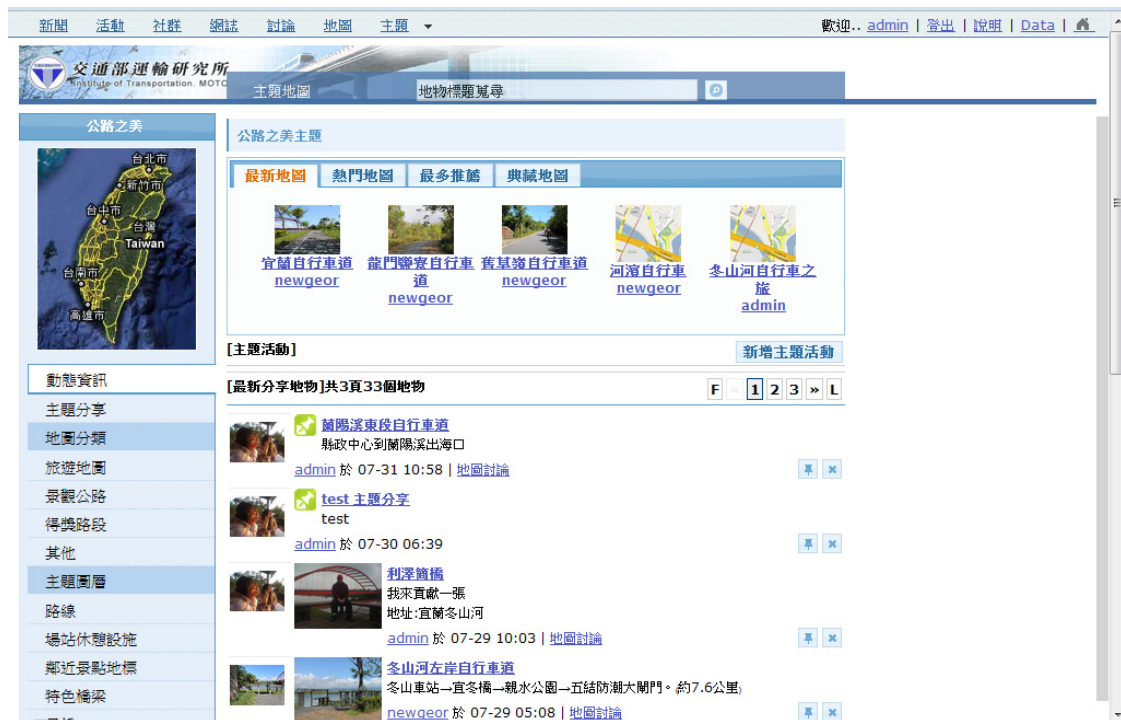 新聞 活動 社群 網誌 討論 地圖 主題
歡迎.. admin | 登出 | 說明 | Data |
交通部運輸研究所
Institute of Transportation. MOTC
主題地圖 地物標題蒐尋
公路之美
台北市
新竹市
台中市
台灣
Taiwan
台南市
高雄市
動態資訊
主題分享
地圖分類
旅遊地圖
景觀公路
得獎路段
其他
主題圖層
路線
場站休憩設施
鄰近景點地標
特色橋梁
公路之美主題
最新地圖 熱門地圖 最多推薦 典藏地圖
宜蘭自行車道
newgeor
龍門鹽寮自行車
道
newgeor
舊草嶺自行車道
newgeor
河濱自行車
newgeor
冬山河自行車之
旅
admin
[主題活動] 新增主題活動
[最新分享地物]共3頁33個地物 F « 1 2 3 » L
蘭陽溪東段自行車道
縣政中心到蘭陽溪出海口
admin 於 07-31 10:58 | 地圖討論
test 主題分享
test
admin 於 07-30 06:39
利澤簡橋
我來貢獻一張
地址:宜蘭冬山河
admin 於 07-29 10:03 | 地圖討論
冬山河左岸自行車道
冬山車站→宜冬橋→親水公園→五結防潮大閘門。(約7.6公里)
newgeor 於 07-29 05:08 | 地圖討論